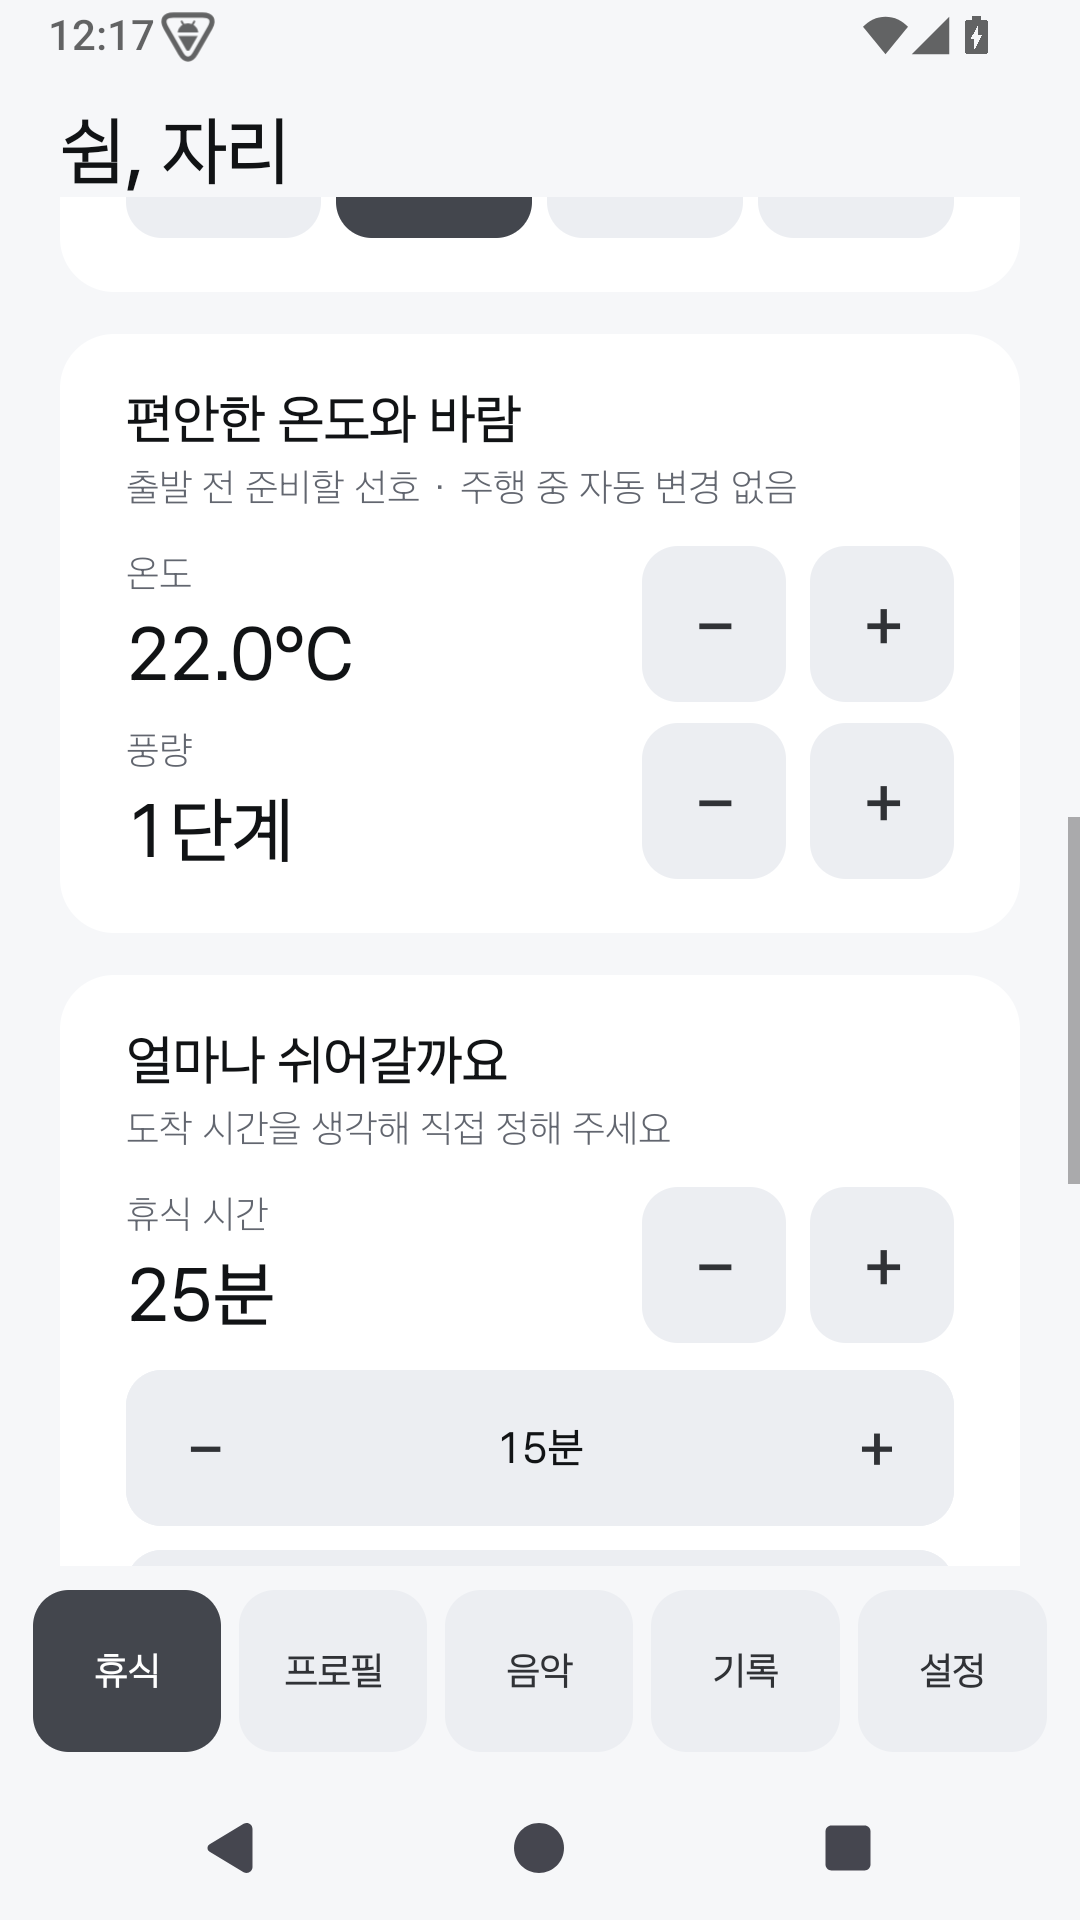 12:17
쉼, 자리
편안한 온도와 바람
출발 전 준비할 선호 · 주행 중 자동 변경 없음
온도
22.0°C
− +
풍량
1단계
− +
얼마나 쉬어갈까요
도착 시간을 생각해 직접 정해 주세요
휴식 시간
25분
− +
− 15분 +
휴식 프로필 음악 기록 설정